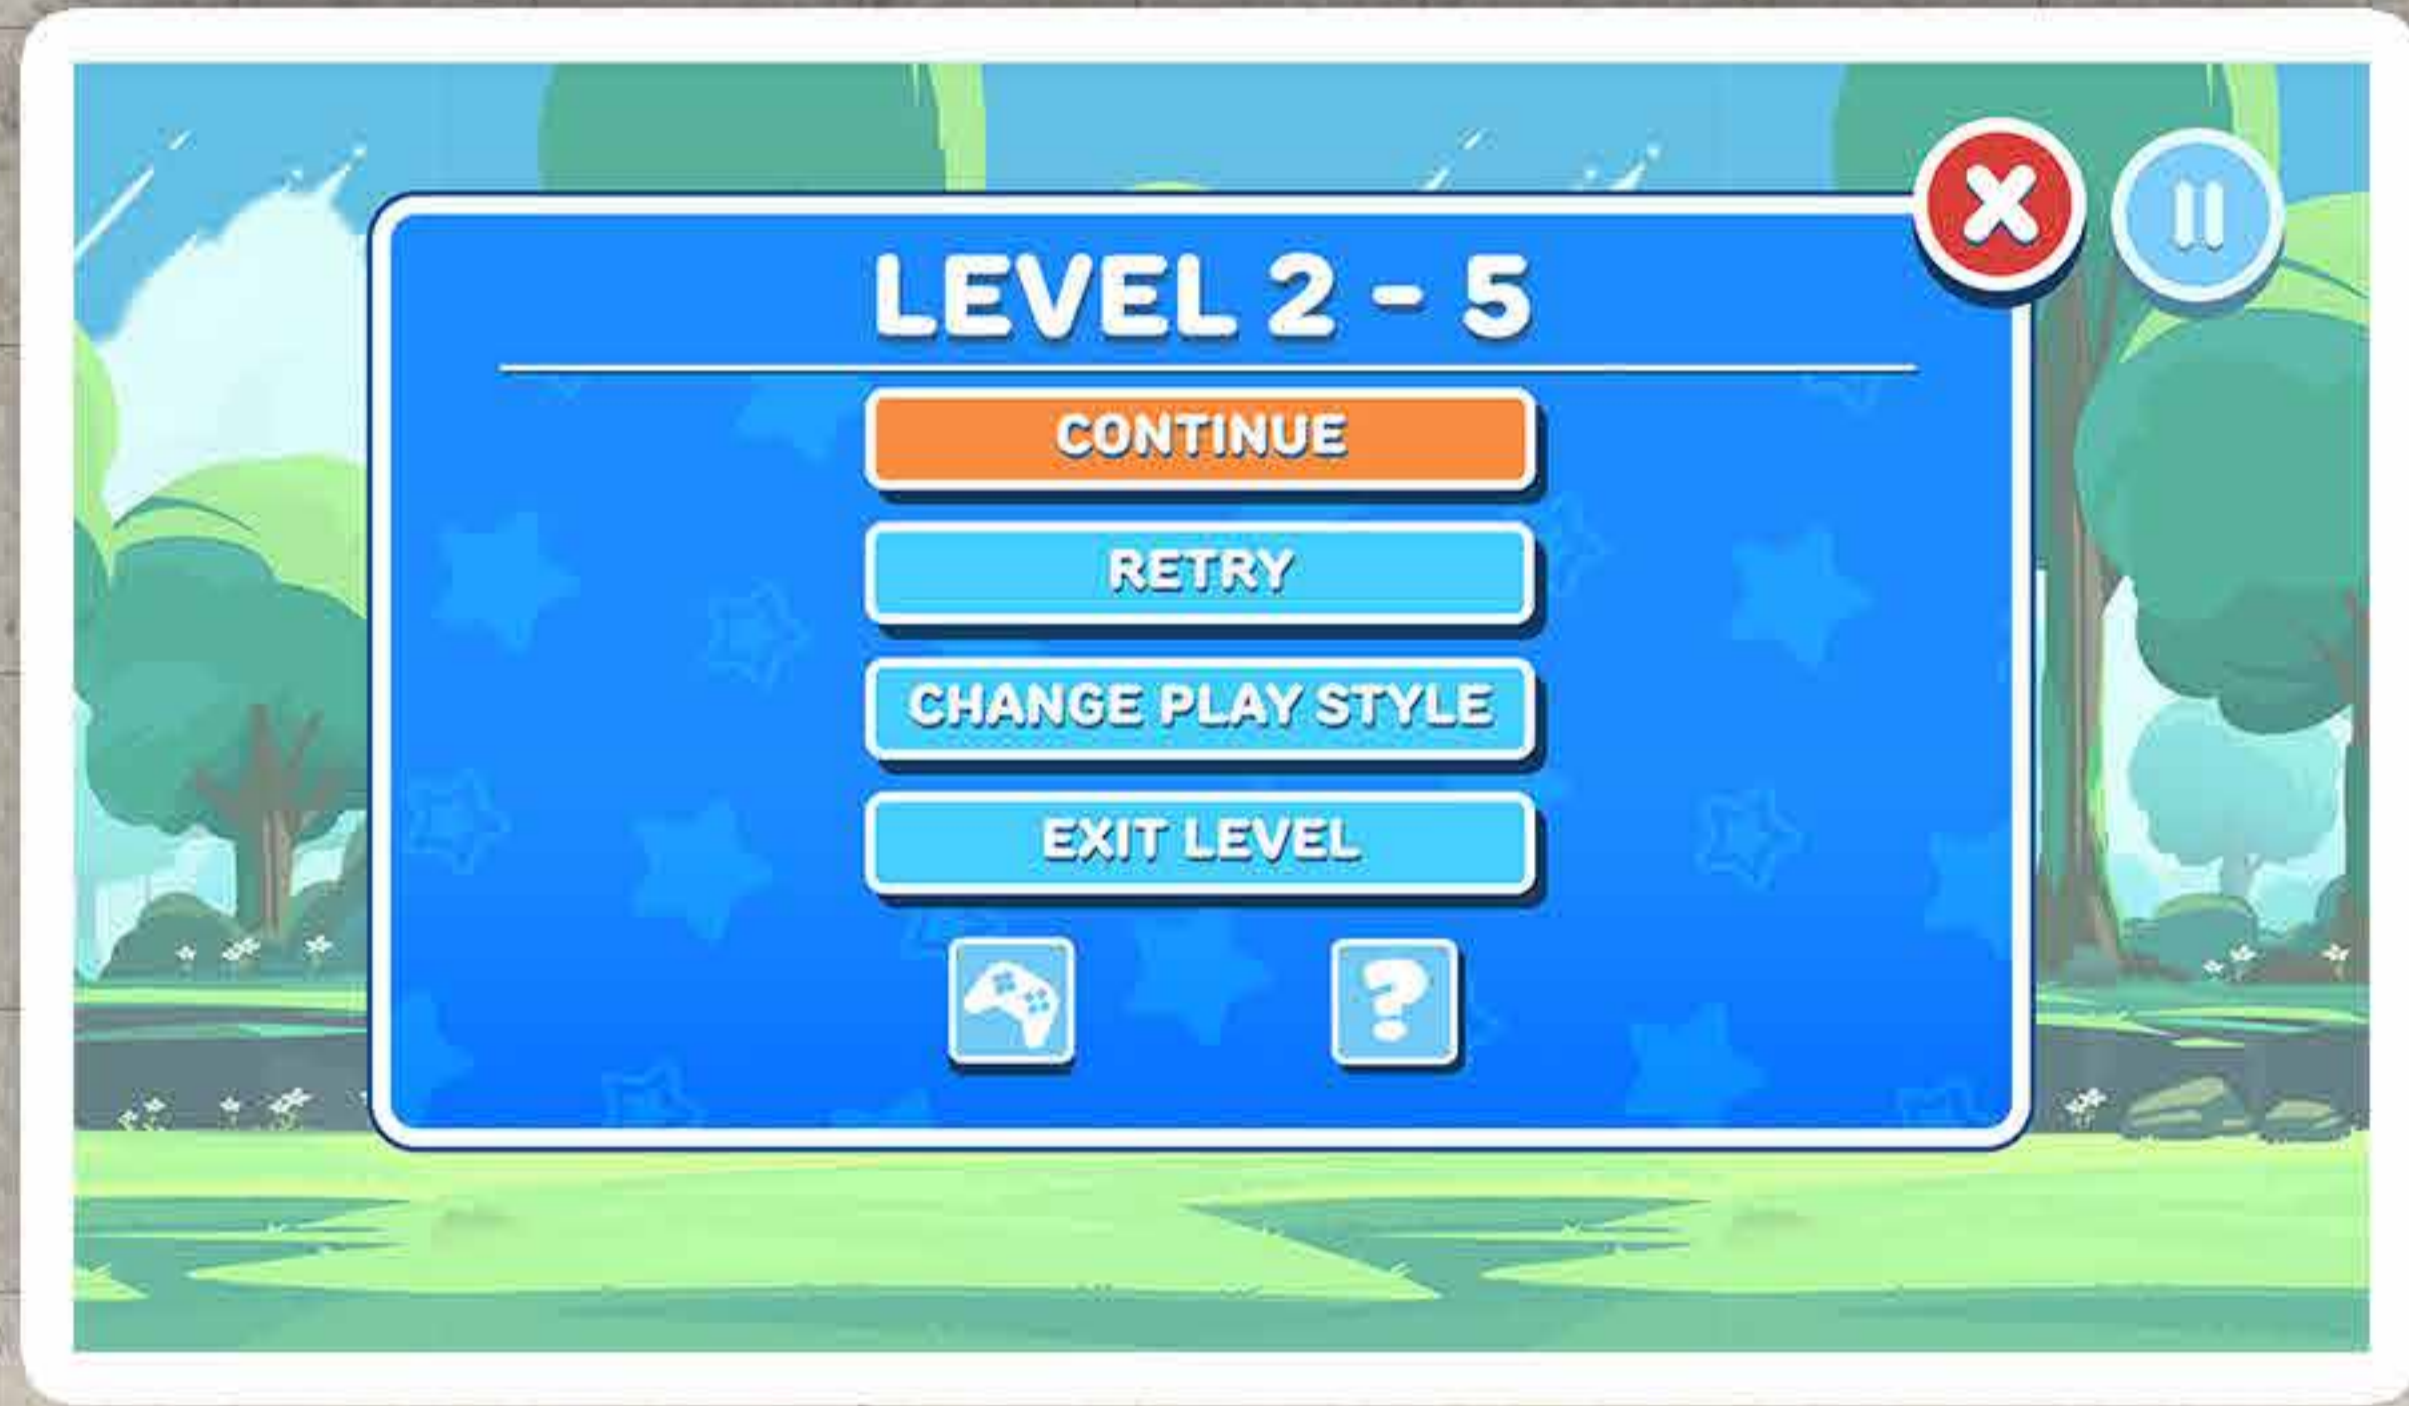 LEVEL 2 - 5
CONTINUE
RETRY
CHANGE PLAY STYLE
EXIT LEVEL
?